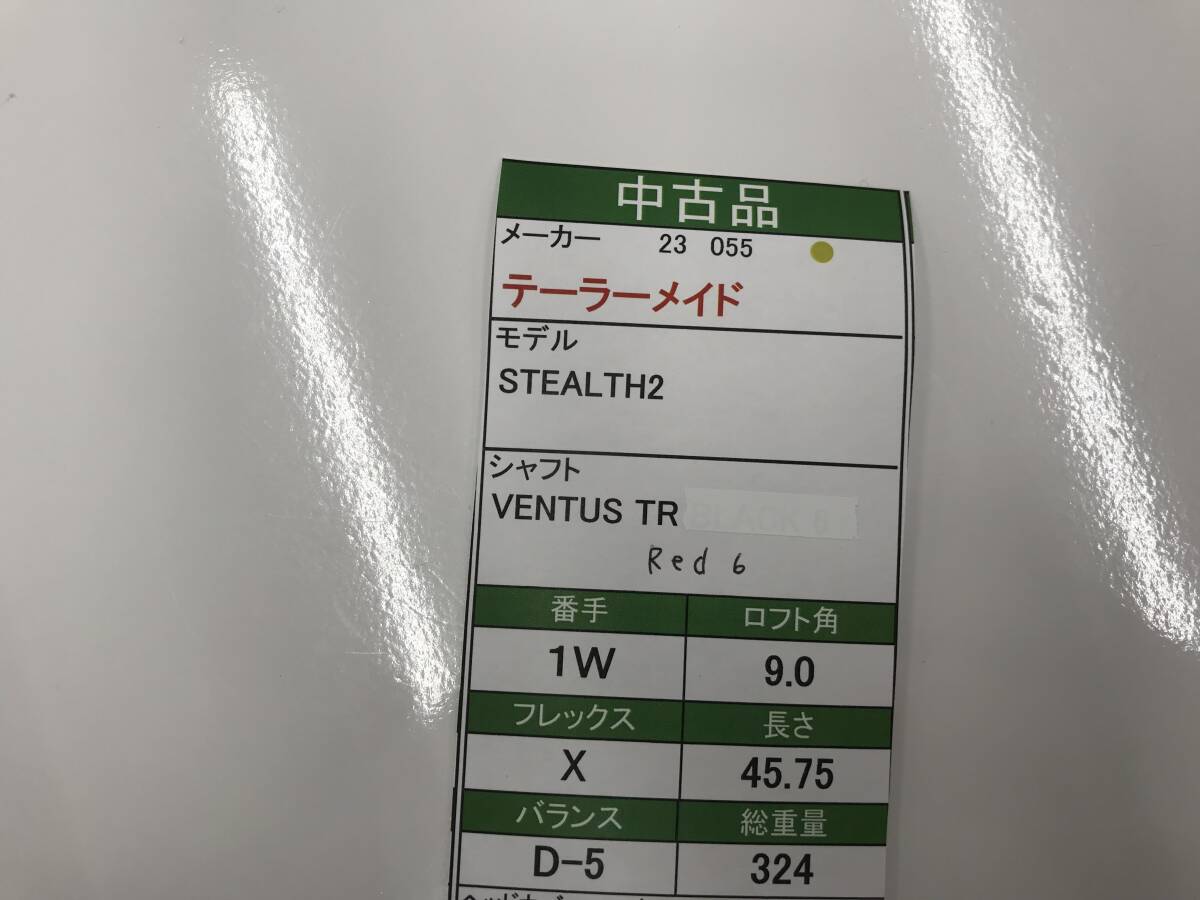 中古品
メーカー 23 055
テーラーメイド
モデル
STEALTH2
シャフト
VENTUS TR BLACK 6
Red 6
番手 ロフト角
1W 9.0
フレックス 長さ
X 45.75
バランス 総重量
D-5 324